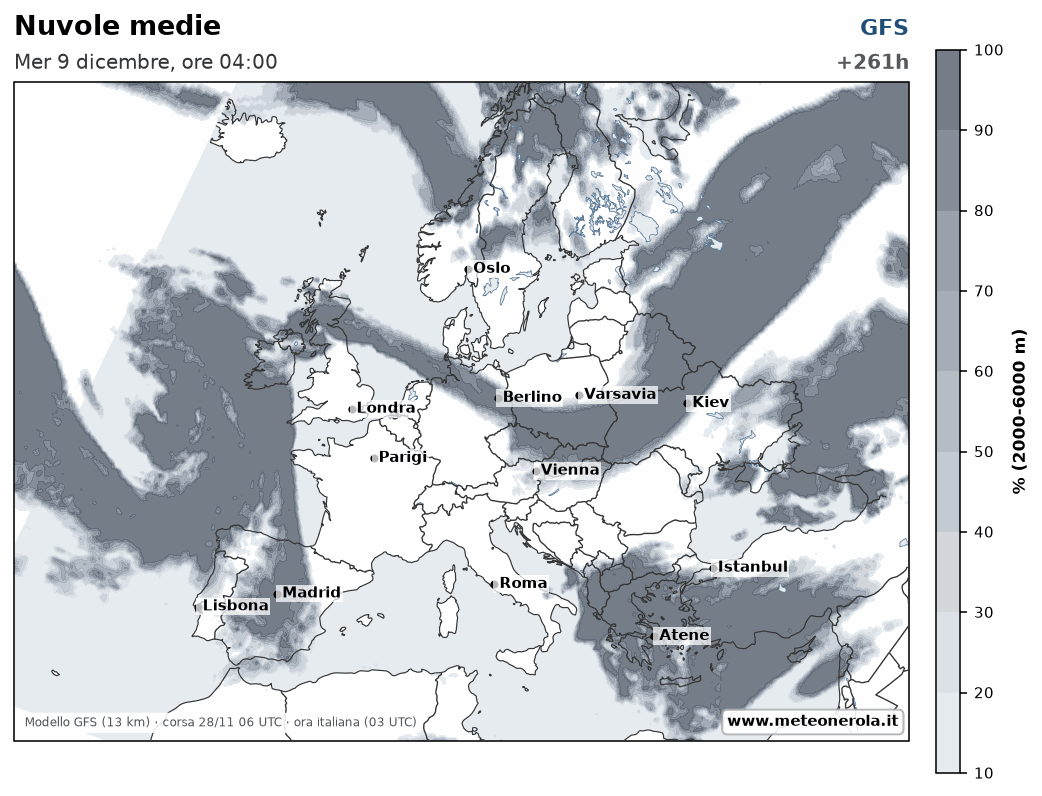 Nuvole medie
GFS
Mer 9 dicembre, ore 04:00
+261h
100
90
80
70
60
50
40
30
20
10
% (2000-6000 m)
Oslo
Londra
Berlino
Varsavia
Kiev
Parigi
Vienna
Madrid
Lisbona
Roma
Istanbul
Atene
Modello GFS (13 km) · corsa 28/11 06 UTC · ora italiana (03 UTC)
www.meteonerola.it